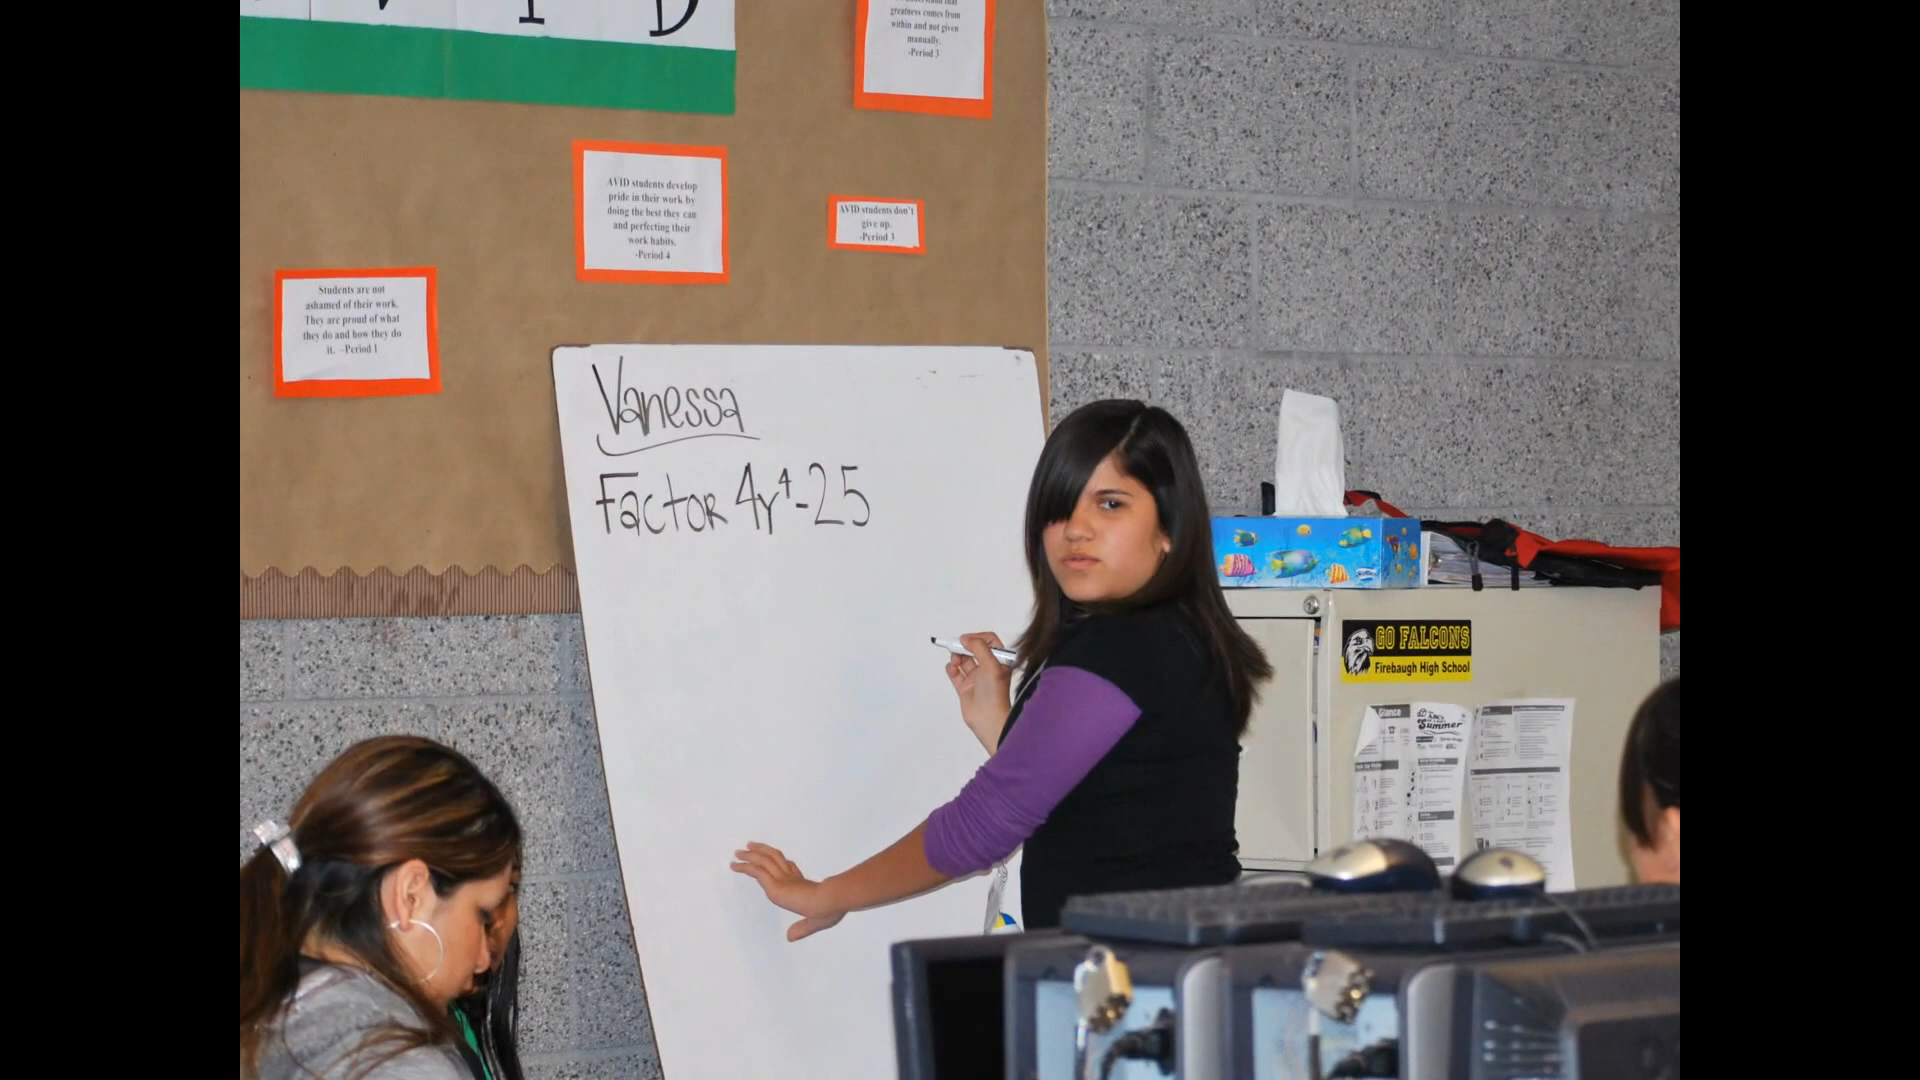 V I D
greatness comes from
within and not given
manually.
-Period 3
AVID students develop
pride in their work by
doing the best they can
and perfecting their
work habits.
-Period 4
AVID students don't
give up.
-Period 3
Students are not
ashamed of their work.
They are proud of what
they do and how they do
it. -Period 1
Vanessa
Factor 4y⁴-25
GO FALCONS
Firebaugh High School
Glance
Summer